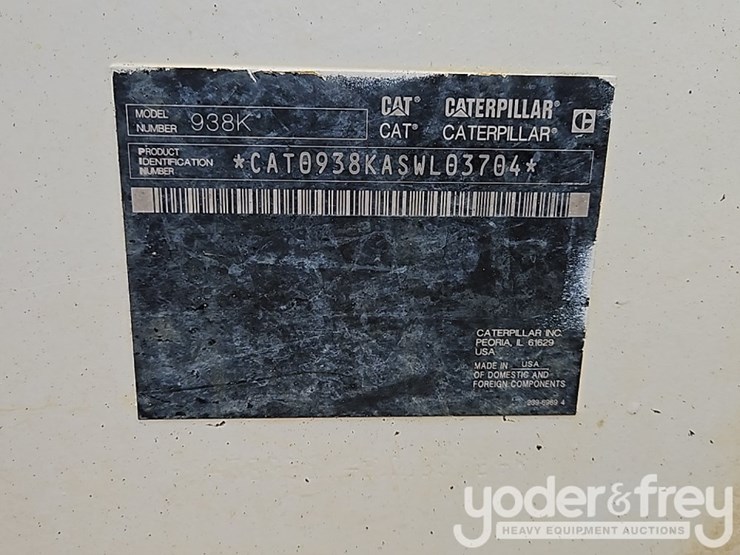 MODEL NUMBER 938K
CAT® CATERPILLAR®
CAT® CATERPILLAR®
PRODUCT IDENTIFICATION NUMBER *CAT0938KASWL03704*
CATERPILLAR INC.
PEORIA, IL 61629
USA
MADE IN USA
OF DOMESTIC AND
FOREIGN COMPONENTS
yoder&frey
HEAVY EQUIPMENT AUCTIONS